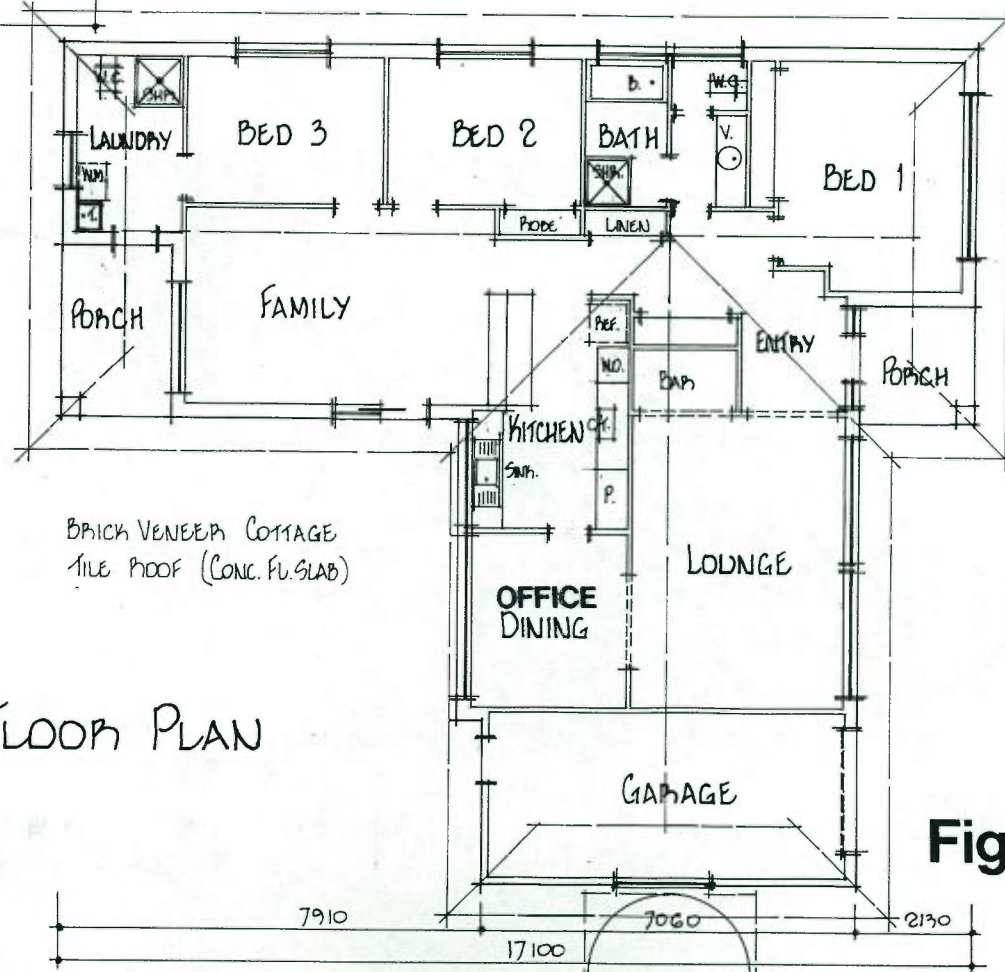 W.C.
SHR.
LAUNDRY
W.M.
T.
BED 3
BED 2
B.
BATH
SHR.
W.C.
V.
BED 1
ROBE
LINEN
PORCH
FAMILY
REF.
W.O.
BAR
ENTRY
PORCH
KITCHEN
SINK.
P.
BRICK VENEER COTTAGE
TILE ROOF (CONC. FL. SLAB)
LOUNGE
OFFICE
DINING
FLOOR PLAN
GARAGE
Fig
7910
7060
2130
17100